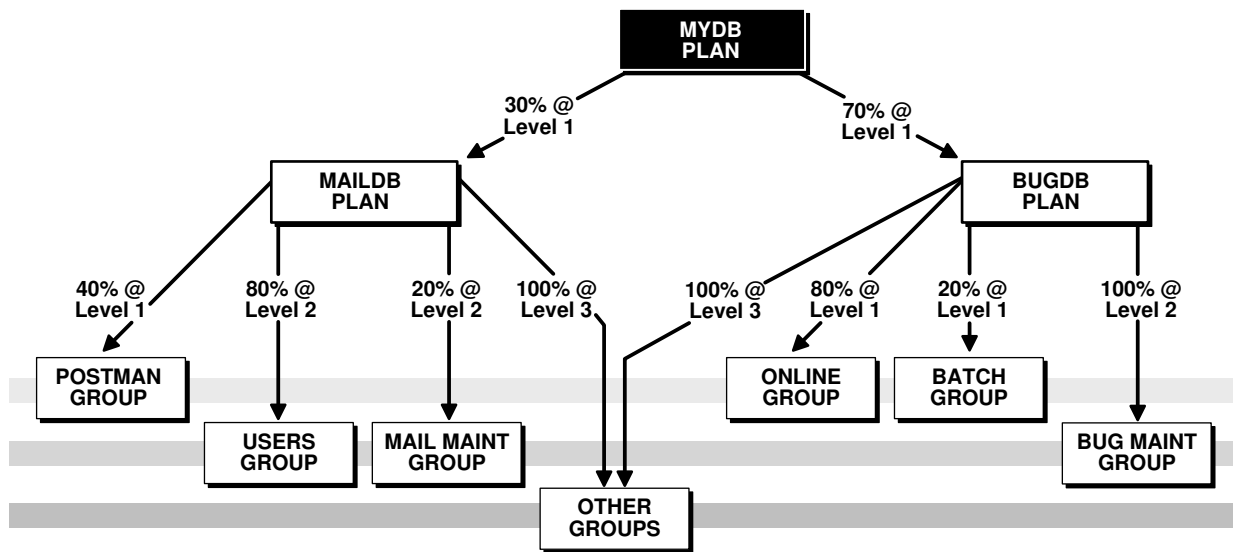 MYDB
PLAN
30% @
Level 1
70% @
Level 1
MAILDB
PLAN
BUGDB
PLAN
40% @
Level 1
80% @
Level 2
20% @
Level 2
100% @
Level 3
100% @
Level 3
80% @
Level 1
20% @
Level 1
100% @
Level 2
POSTMAN
GROUP
ONLINE
GROUP
BATCH
GROUP
USERS
GROUP
MAIL MAINT
GROUP
BUG MAINT
GROUP
OTHER
GROUPS